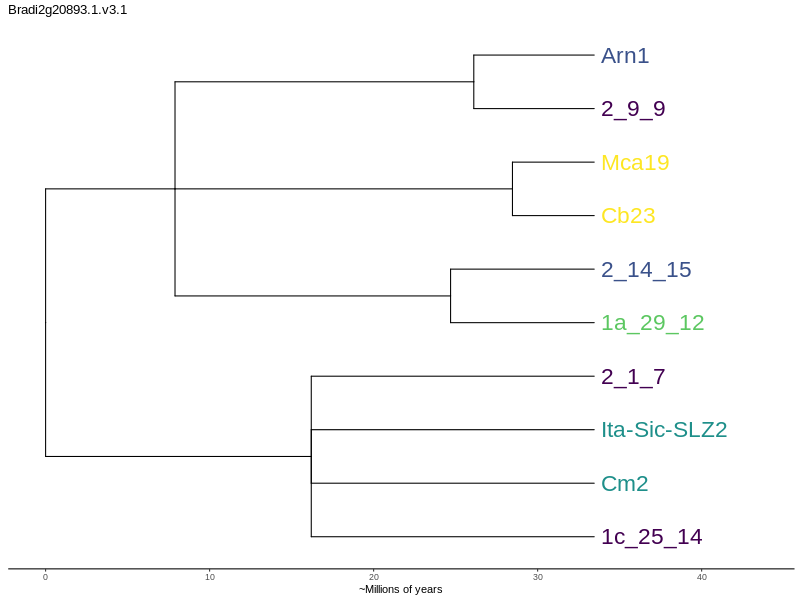 Bradi2g20893.1.v3.1
Arn1
2_9_9
Mca19
Cb23
2_14_15
1a_29_12
2_1_7
Ita-Sic-SLZ2
Cm2
1c_25_14
0 10 20 30 40
~Millions of years